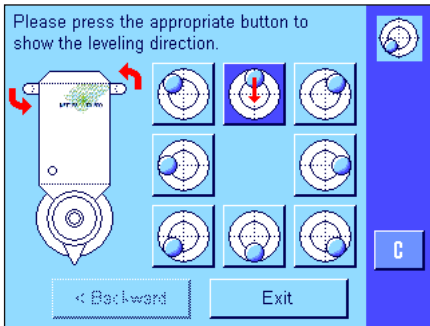 Please press the appropriate button to
show the leveling direction.
C
< Backward
Exit